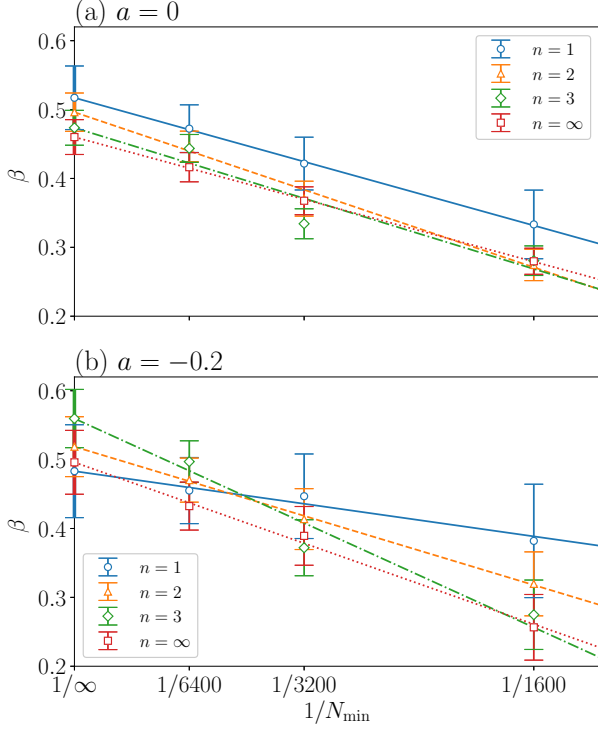 (a) a = 0
0.6
0.5
0.4
0.3
0.2
β
n = 1
n = 2
n = 3
n = ∞
(b) a = −0.2
0.6
0.5
0.4
0.3
0.2
β
n = 1
n = 2
n = 3
n = ∞
1/∞ 1/6400 1/3200 1/1600
1/N_min